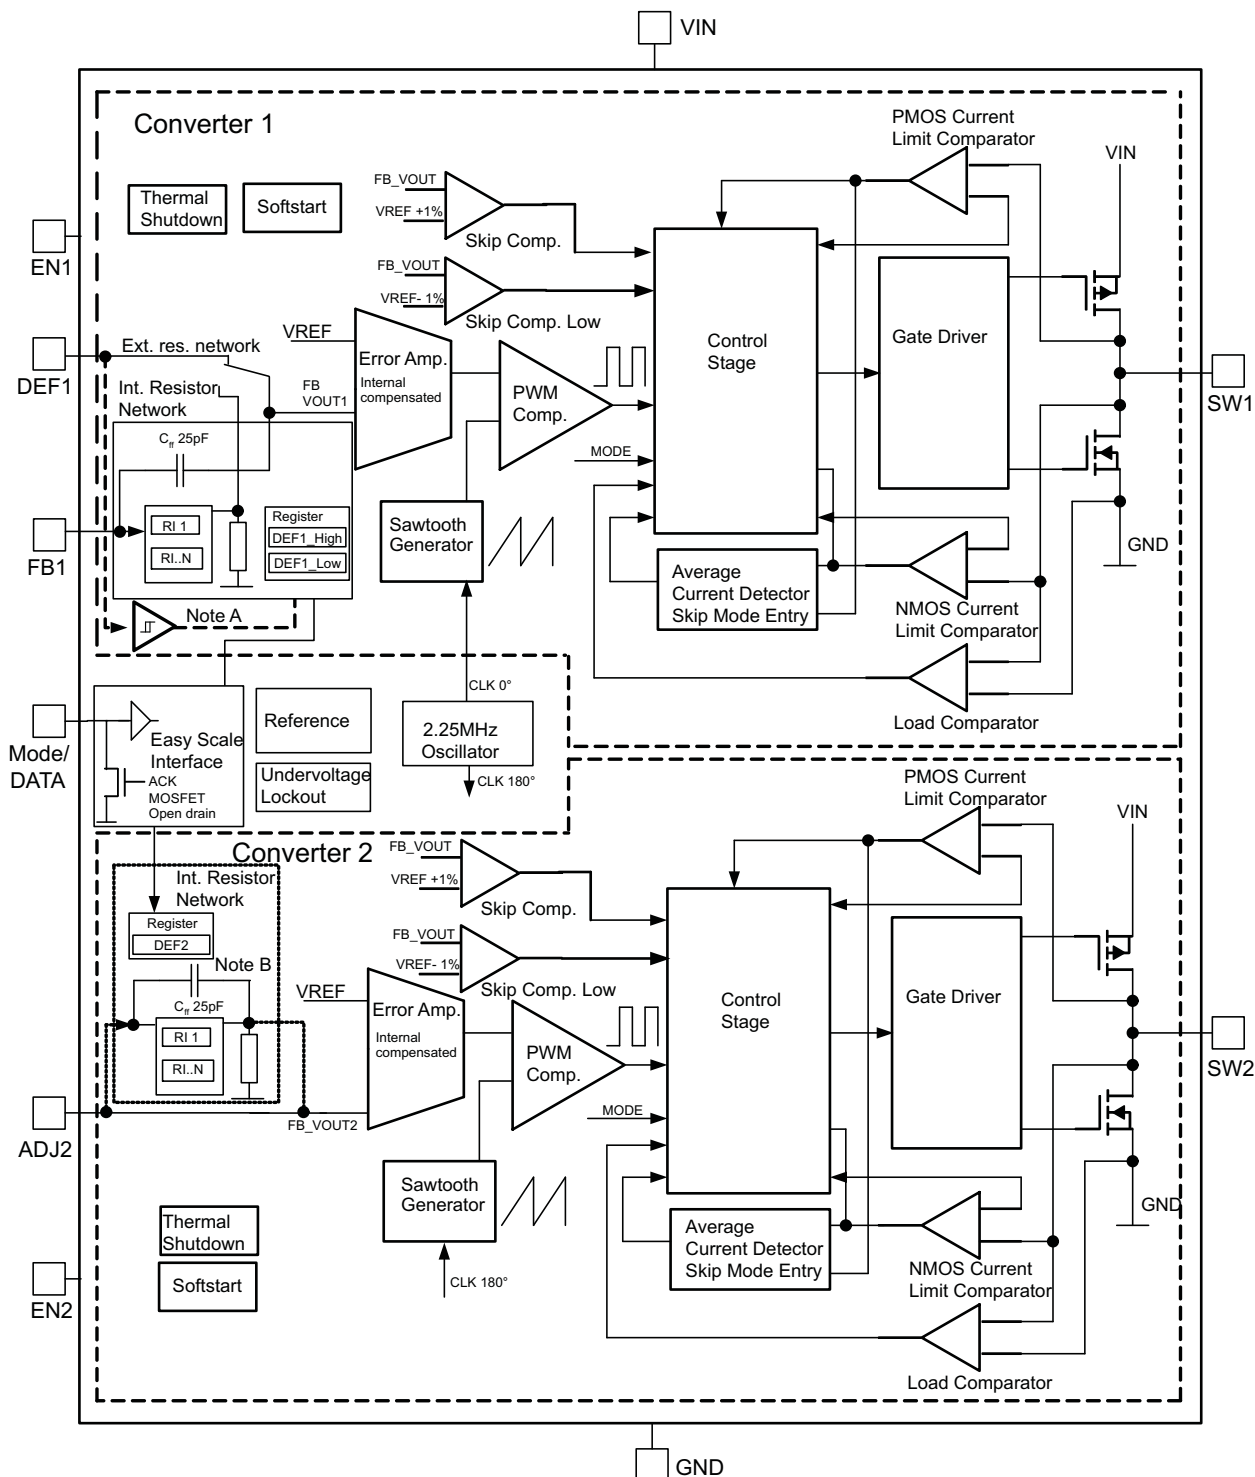 VIN
Converter 1
PMOS Current
Limit Comparator
VIN
Thermal
Shutdown
Softstart
FB_VOUT
VREF +1%
Skip Comp.
EN1
FB_VOUT
VREF- 1%
Skip Comp. Low
VREF
Error Amp.
Internal
compensated
Control
Stage
Gate Driver
Ext. res. network
DEF1
Int. Resistor
Network
FB
VOUT1
PWM
Comp.
SW1
Cff 25pF
MODE
RI 1
RI..N
Register
DEF1_High
DEF1_Low
Sawtooth
Generator
FB1
GND
Average
Current Detector
Skip Mode Entry
NMOS Current
Limit Comparator
Note A
CLK 0°
Load Comparator
Mode/
DATA
Easy Scale
Interface
ACK
MOSFET
Open drain
Reference
Undervoltage
Lockout
2.25MHz
Oscillator
CLK 180°
PMOS Current
Limit Comparator
VIN
Converter 2
FB_VOUT
VREF +1%
Skip Comp.
Int. Resistor
Network
Register
DEF2
FB_VOUT
VREF- 1%
Skip Comp. Low
Note B
Cff 25pF
VREF
Error Amp.
Internal
compensated
Control
Stage
Gate Driver
RI 1
RI..N
PWM
Comp.
SW2
MODE
ADJ2
FB_VOUT2
Sawtooth
Generator
GND
Thermal
Shutdown
Average
Current Detector
Skip Mode Entry
NMOS Current
Limit Comparator
Softstart
CLK 180°
EN2
Load Comparator
GND